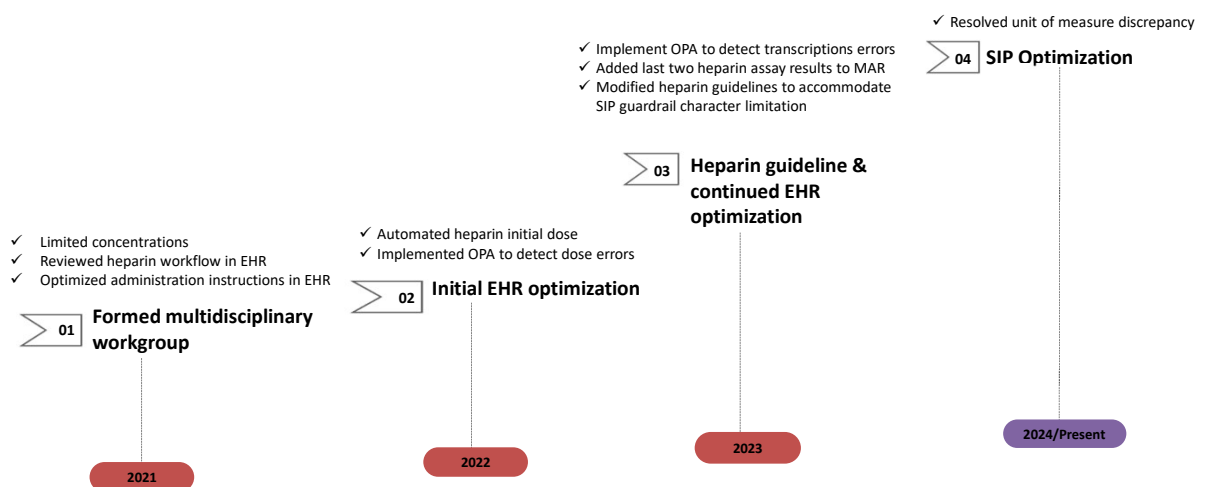 ✓ Limited concentrations
✓ Reviewed heparin workflow in EHR
✓ Optimized administration instructions in EHR
01
Formed multidisciplinary
workgroup
2021
✓ Automated heparin initial dose
✓ Implemented OPA to detect dose errors
02
Initial EHR optimization
2022
✓ Implement OPA to detect transcriptions errors
✓ Added last two heparin assay results to MAR
✓ Modified heparin guidelines to accommodate
SIP guardrail character limitation
03
Heparin guideline &
continued EHR
optimization
2023
✓ Resolved unit of measure discrepancy
04
SIP Optimization
2024/Present